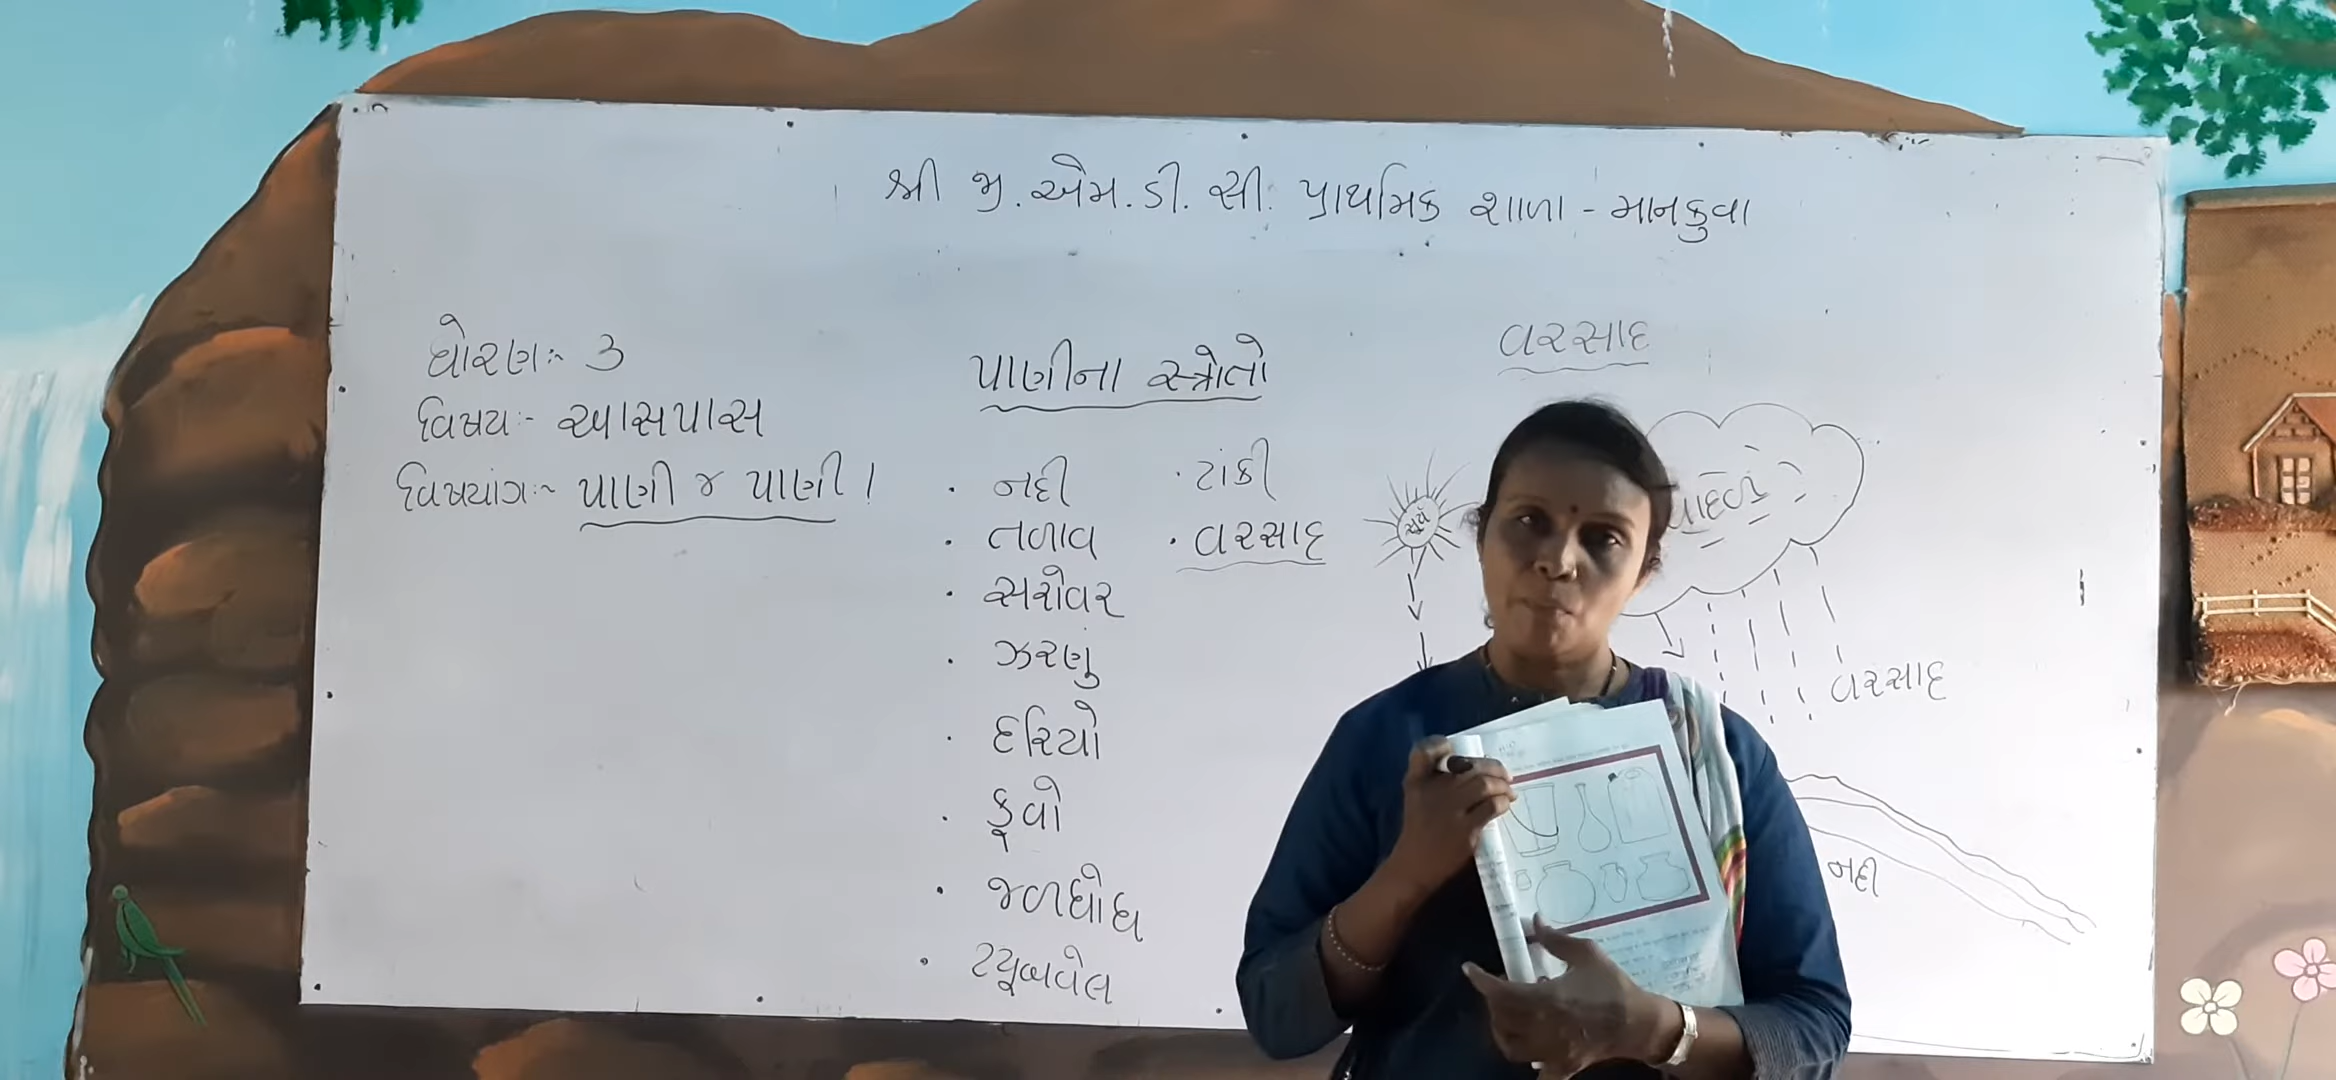 શ્રી જી.એમ.ડી.સી. પ્રાથમિક શાળા - માનકુવા
ધોરણ:- ૩
વિષય:- આસપાસ
વિષયાંગ:- પાણી જ પાણી !
પાણીના સ્ત્રોતો
. નદી
. તળાવ
. સરોવર
. ઝરણું
. દરિયો
. કૂવો
. જળધોધ
. ટ્યૂબવેલ
. ટાંકી
. વરસાદ
વરસાદ
સૂર્ય
વાદળ
વરસાદ
નદી